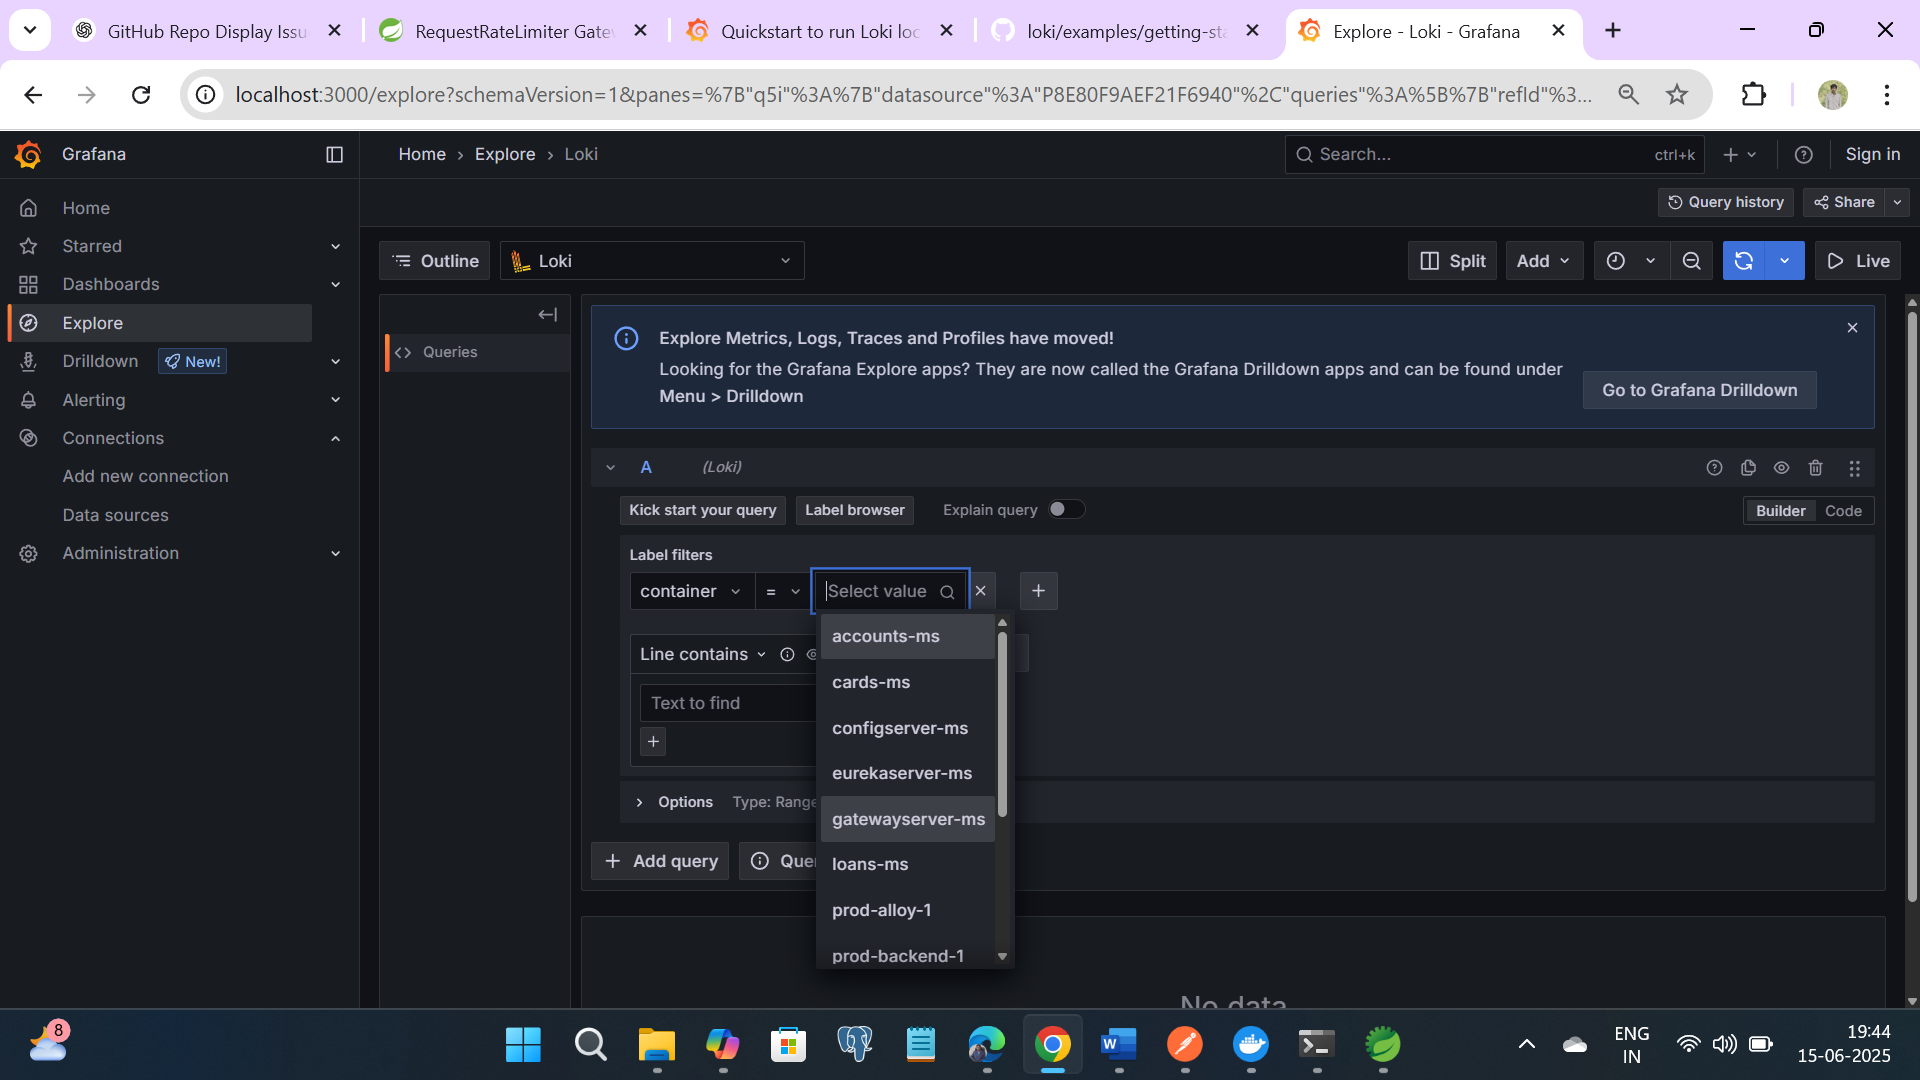 GitHub Repo Display Issu
RequestRateLimiter Gatew
Quickstart to run Loki loc
loki/examples/getting-sta
Explore - Loki - Grafana
localhost:3000/explore?schemaVersion=1&panes=%7B"q5i"%3A%7B"datasource"%3A"P8E80F9AEF21F6940"%2C"queries"%3A%5B%7B"refId"%3...
Grafana
Home › Explore › Loki
Search...
ctrl+k
Sign in
Home
Starred
Dashboards
Explore
Drilldown
New!
Alerting
Connections
Add new connection
Data sources
Administration
Query history
Share
Outline
Loki
Split
Add
Live
Queries
Explore Metrics, Logs, Traces and Profiles have moved!
Looking for the Grafana Explore apps? They are now called the Grafana Drilldown apps and can be found under
Menu > Drilldown
Go to Grafana Drilldown
A
(Loki)
Kick start your query
Label browser
Explain query
Builder
Code
Label filters
container
=
Select value
accounts-ms
cards-ms
configserver-ms
eurekaserver-ms
gatewayserver-ms
loans-ms
prod-alloy-1
prod-backend-1
Line contains
Text to find
Options
Type: Range
Add query
Que
No data
8
ENG
IN
19:44
15-06-2025